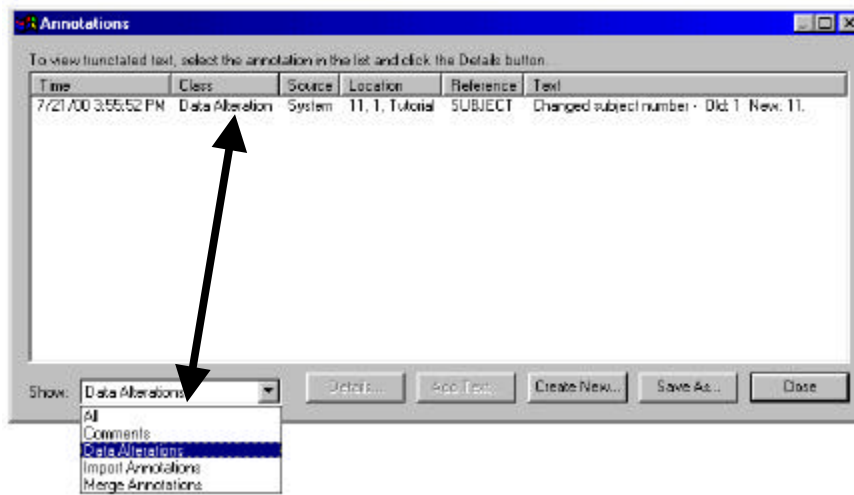 Annotations
To view trunctated text, select the annotation in the list and click the Details button.
Time Class Source Location Reference Text
7/21/00 3:55:52 PM Data Alteration System 11, 1, Tutorial SUBJECT Changed subject number - Old: 1 New: 11.
Show: Data Alterations Details... Add Text... Create New... Save As... Close
All
Comments
Data Alterations
Import Annotations
Merge Annotations